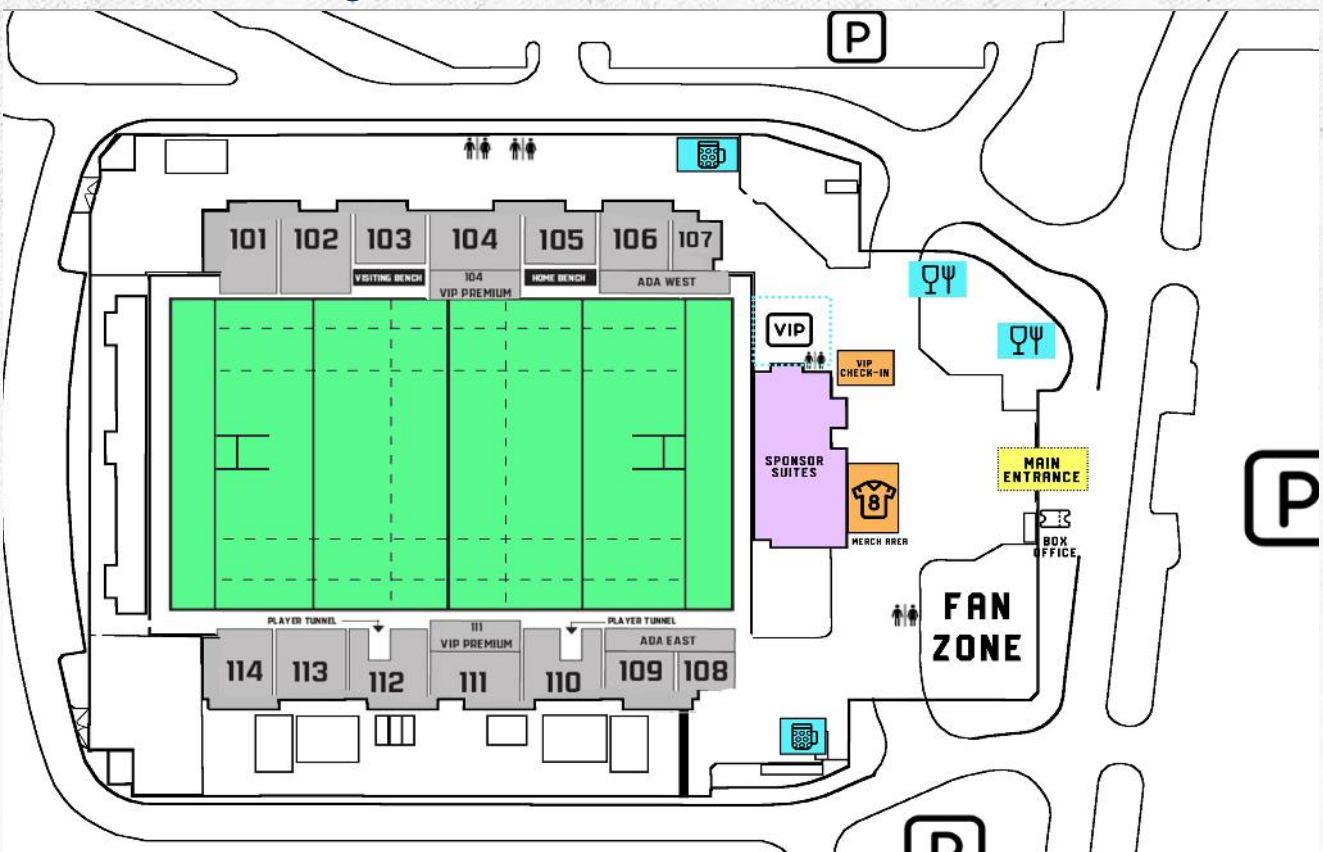 P
101
102
103
104
105
106
107
VISITING BENCH
104
VIP PREMIUM
HOME BENCH
ADA WEST
VIP
VIP
CHECK-IN
SPONSOR
SUITES
8
MERCH AREA
MAIN
ENTRANCE
BOX
OFFICE
P
FAN
ZONE
PLAYER TUNNEL
PLAYER TUNNEL
111
VIP PREMIUM
ADA EAST
114
113
112
111
110
109
108
P